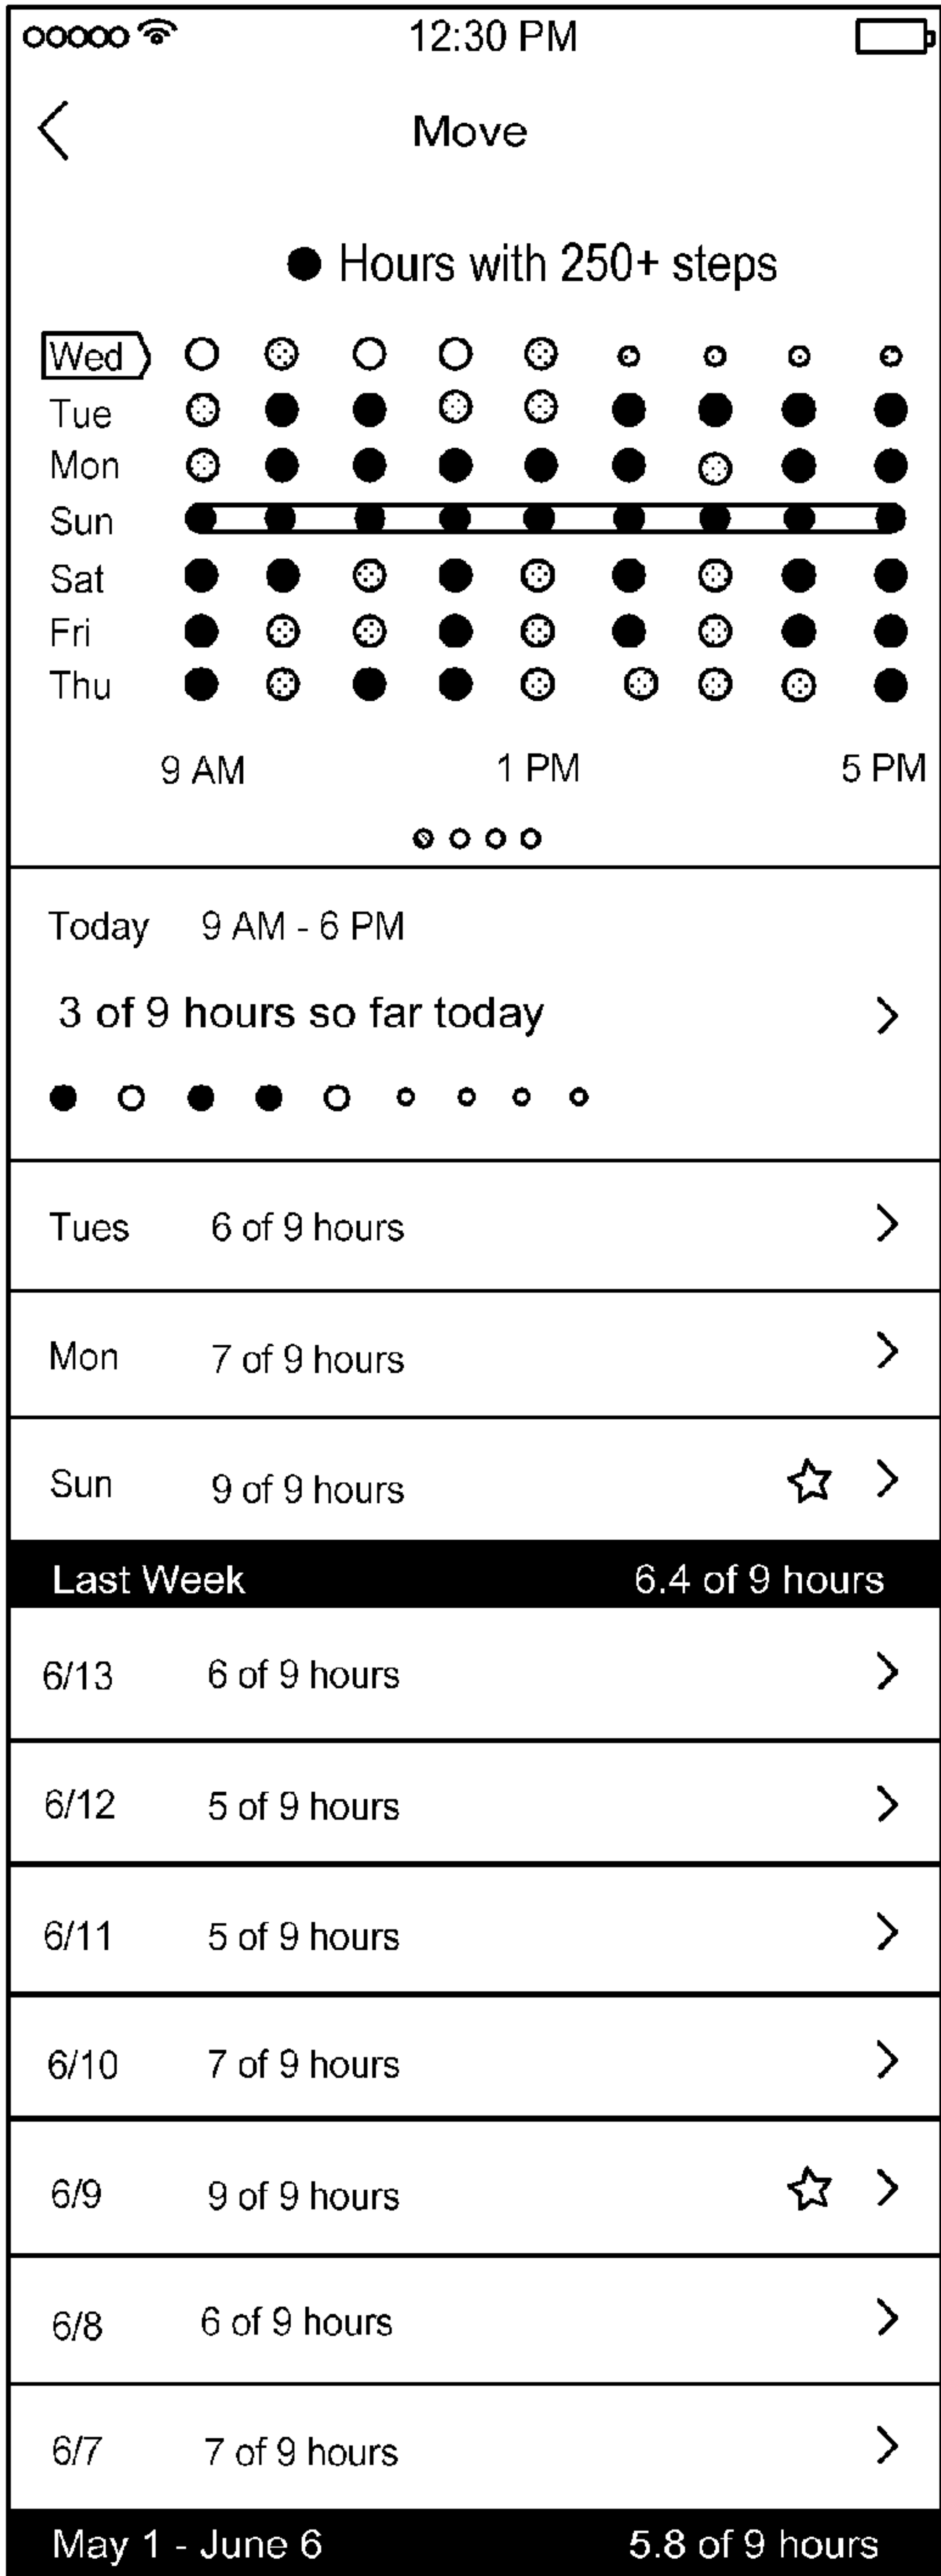 12:30 PM
Move
Hours with 250+ steps
Wed
Tue
Mon
Sun
Sat
Fri
Thu
9 AM 1 PM 5 PM
Today 9 AM - 6 PM
3 of 9 hours so far today
Tues 6 of 9 hours
Mon 7 of 9 hours
Sun 9 of 9 hours
Last Week 6.4 of 9 hours
6/13 6 of 9 hours
6/12 5 of 9 hours
6/11 5 of 9 hours
6/10 7 of 9 hours
6/9 9 of 9 hours
6/8 6 of 9 hours
6/7 7 of 9 hours
May 1 - June 6 5.8 of 9 hours